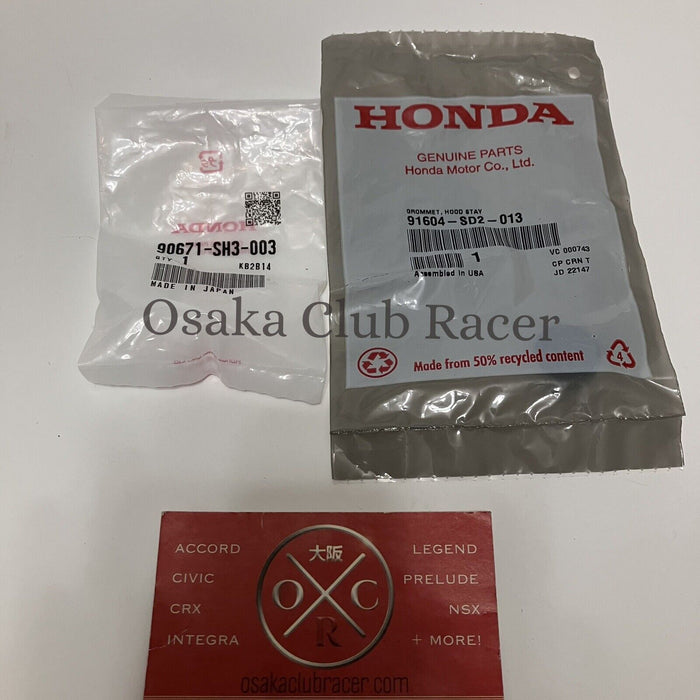 HONDA
90671-SH3-003
QTY 1
KB2B14
MADE IN JAPAN
HONDA
GENUINE PARTS
Honda Motor Co., Ltd.
GROMMET, HOOD STAY
91604-SD2-013
1
VC 000743
CP CRN T
Assembled in USA
JD 22147
4
Made from 50% recycled content
Osaka Club Racer
ACCORD
CIVIC
CRX
INTEGRA
大阪
O C
R
LEGEND
PRELUDE
NSX
+ MORE!
osakaclubracer.com